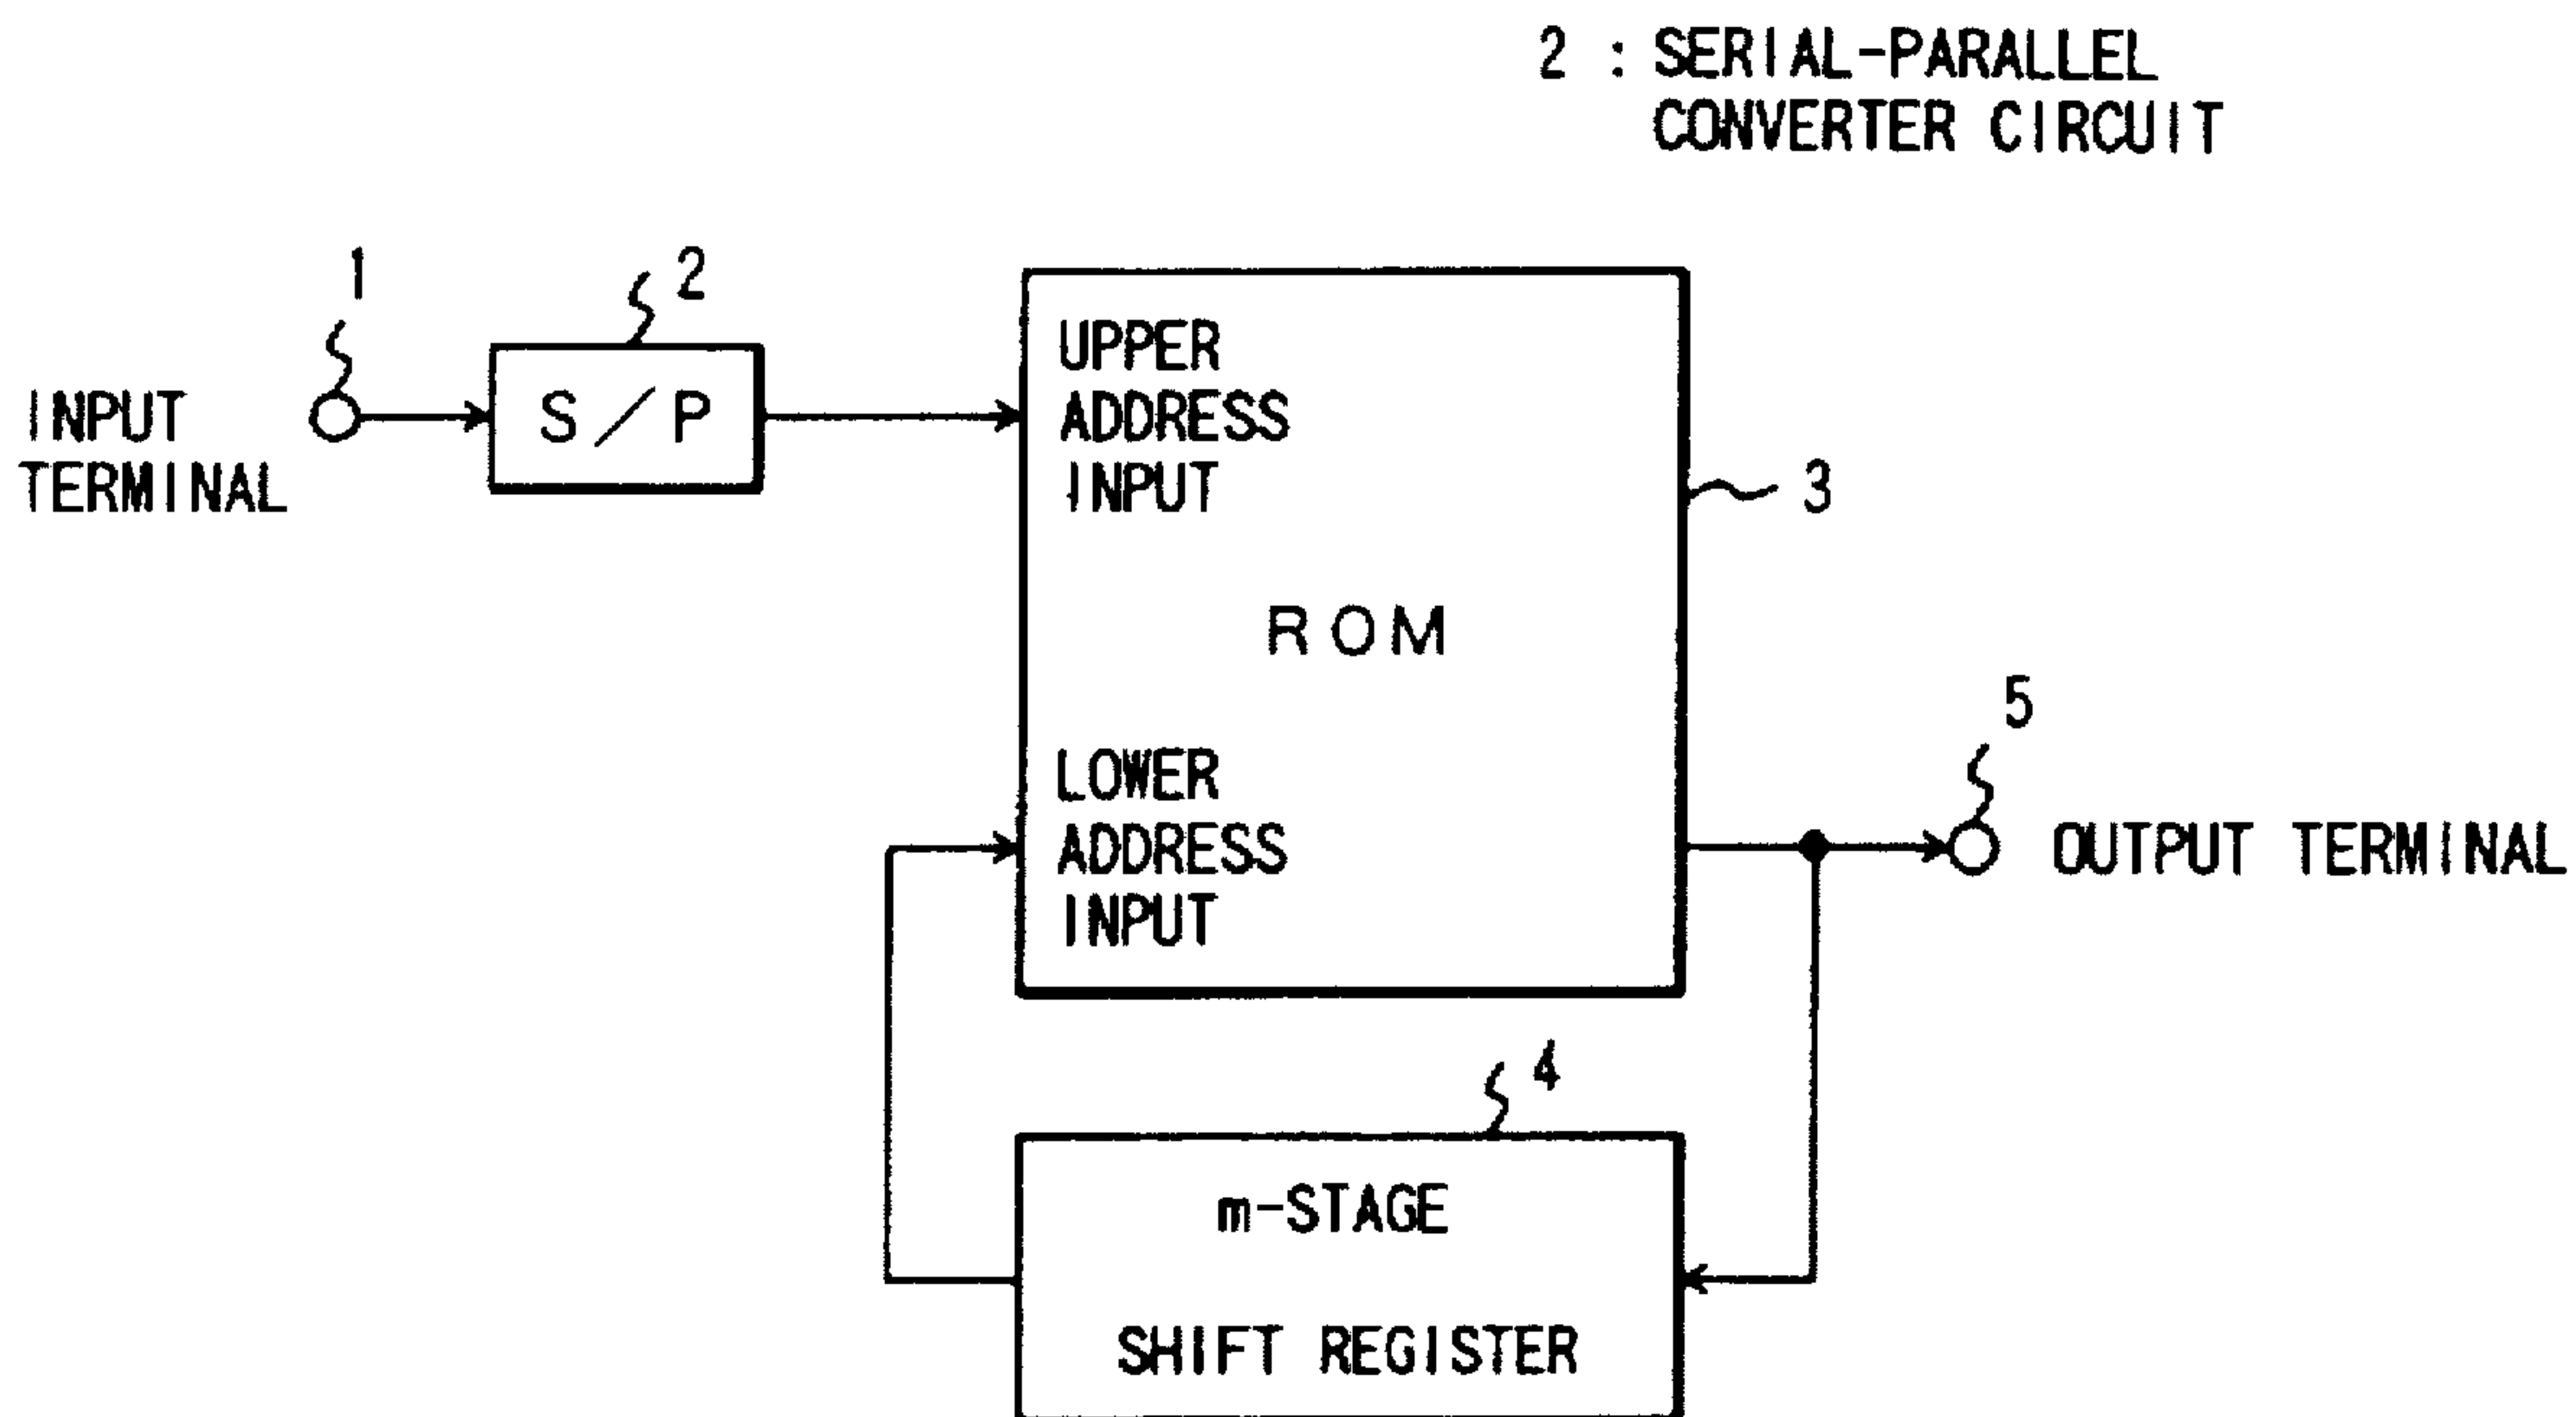 2 : SERIAL-PARALLEL
CONVERTER CIRCUIT
1
2
INPUT
TERMINAL
S/P
UPPER
ADDRESS
INPUT
3
ROM
5
LOWER
ADDRESS
INPUT
OUTPUT TERMINAL
4
m-STAGE
SHIFT REGISTER